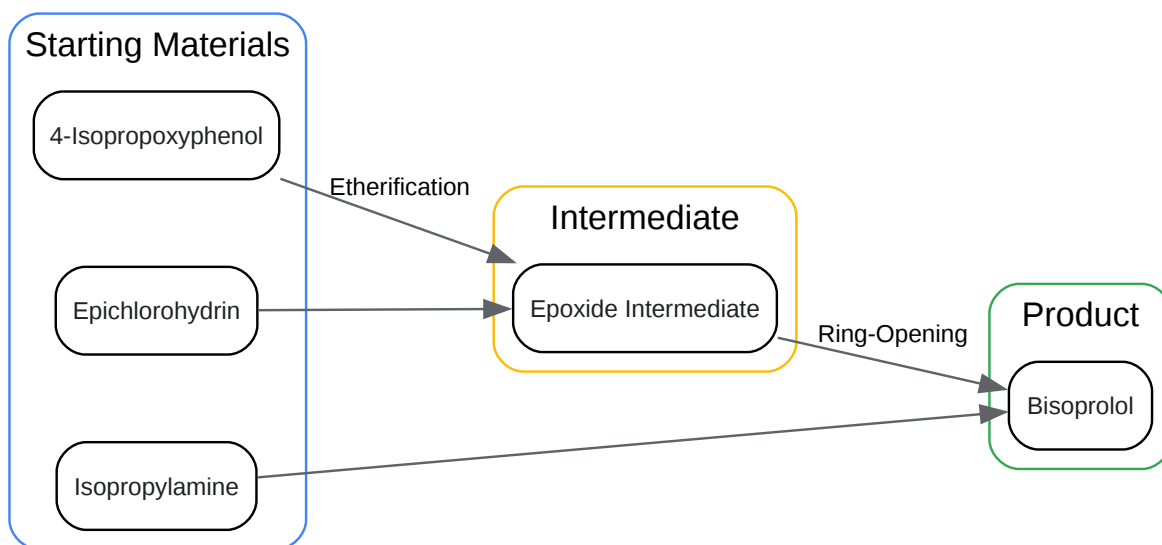 Starting Materials
4-Isopropoxyphenol
Etherification
Intermediate
Epichlorohydrin
Epoxide Intermediate
Product
Ring-Opening
Bisoprolol
Isopropylamine